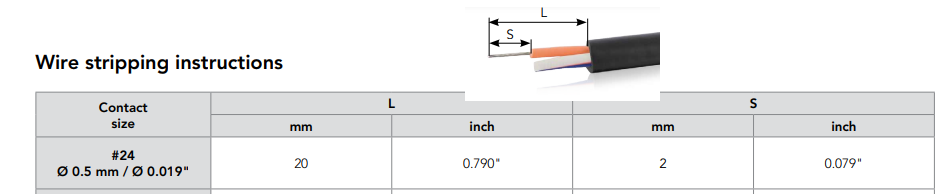 L
S
Wire stripping instructions
Contact size L S
mm inch mm inch
#24
Ø 0.5 mm / Ø 0.019" 20 0.790" 2 0.079"